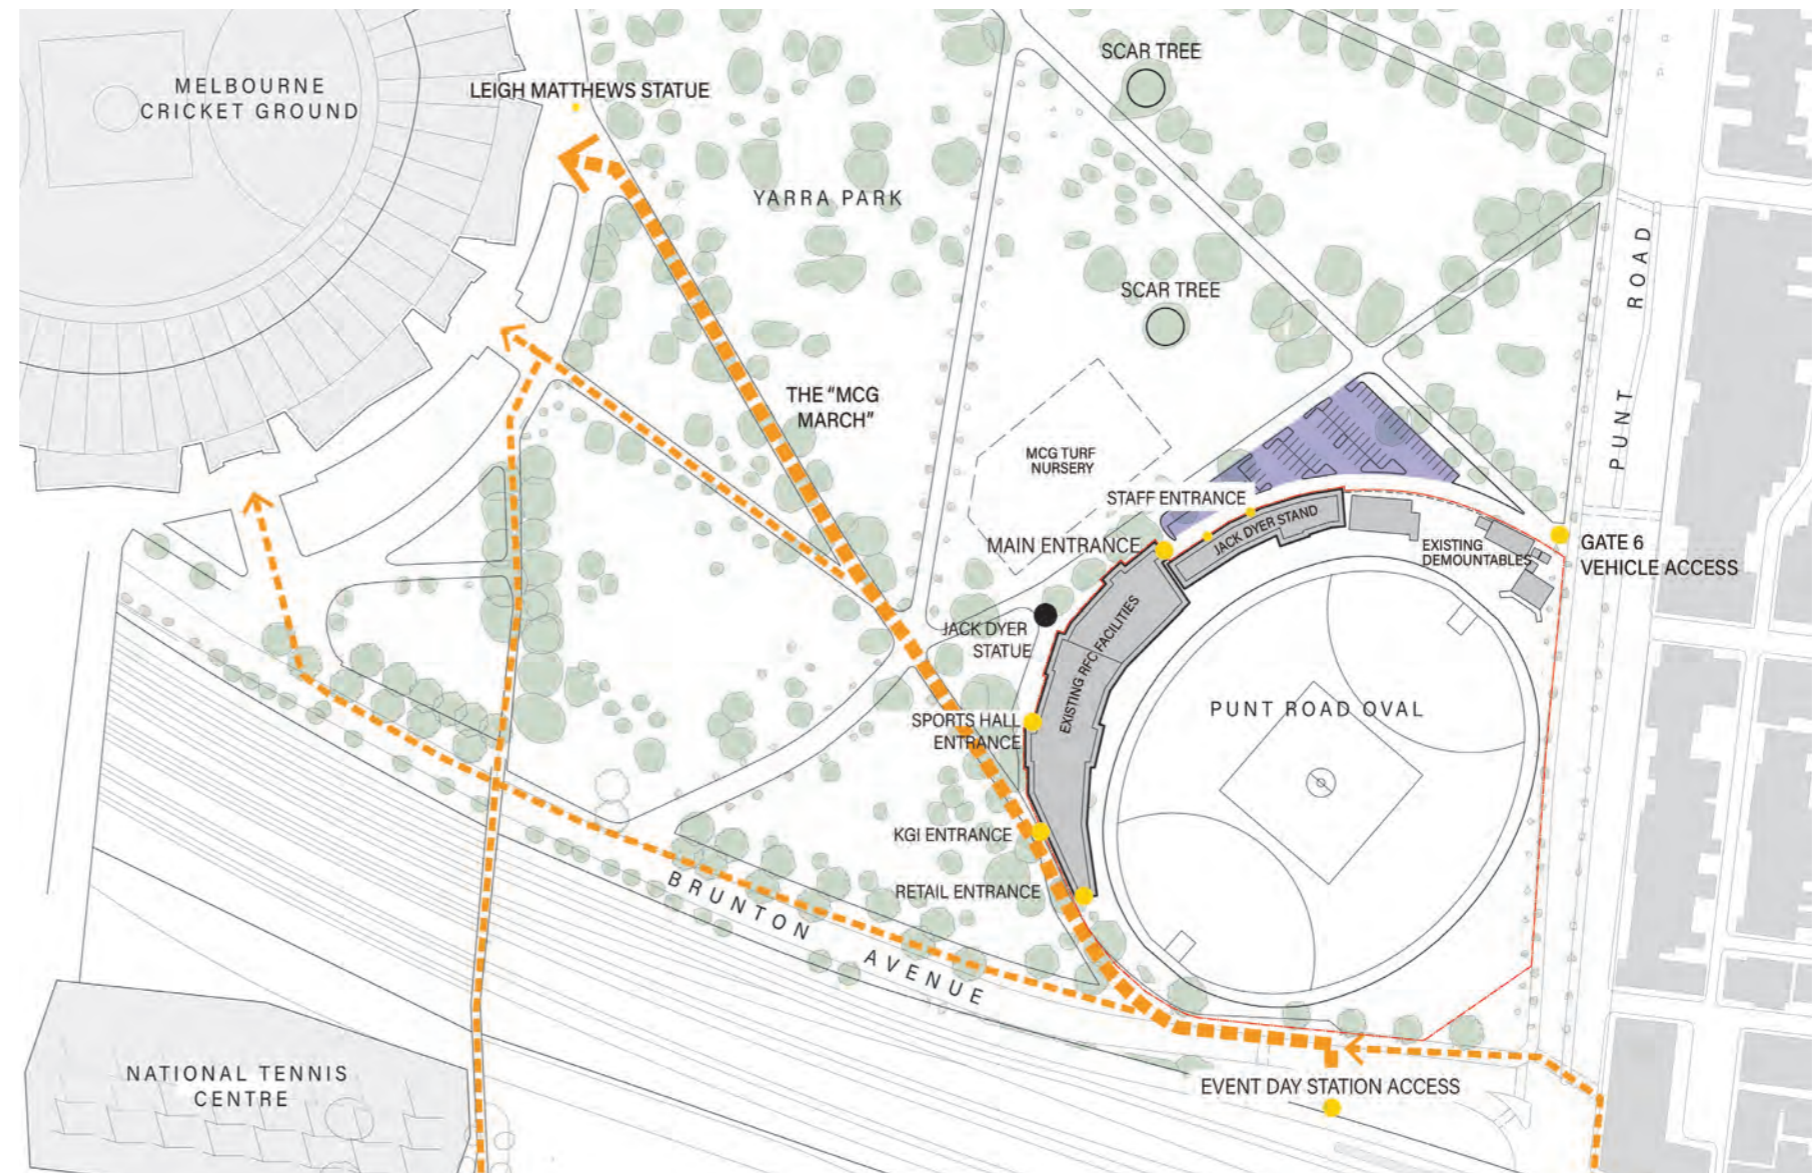 SCAR TREE
MELBOURNE
CRICKET GROUND
LEIGH MATTHEWS STATUE
YARRA PARK
PUNT ROAD
SCAR TREE
THE "MCG
MARCH"
MCG TURF
NURSERY
STAFF ENTRANCE
JACK DYER STAND
MAIN ENTRANCE
EXISTING
DEMOUNTABLES
GATE 6
VEHICLE ACCESS
JACK DYER
STATUE
EXISTING RFC FACILITIES
SPORTS HALL
ENTRANCE
PUNT ROAD OVAL
KGI ENTRANCE
RETAIL ENTRANCE
BRUNTON AVENUE
NATIONAL TENNIS
CENTRE
EVENT DAY STATION ACCESS